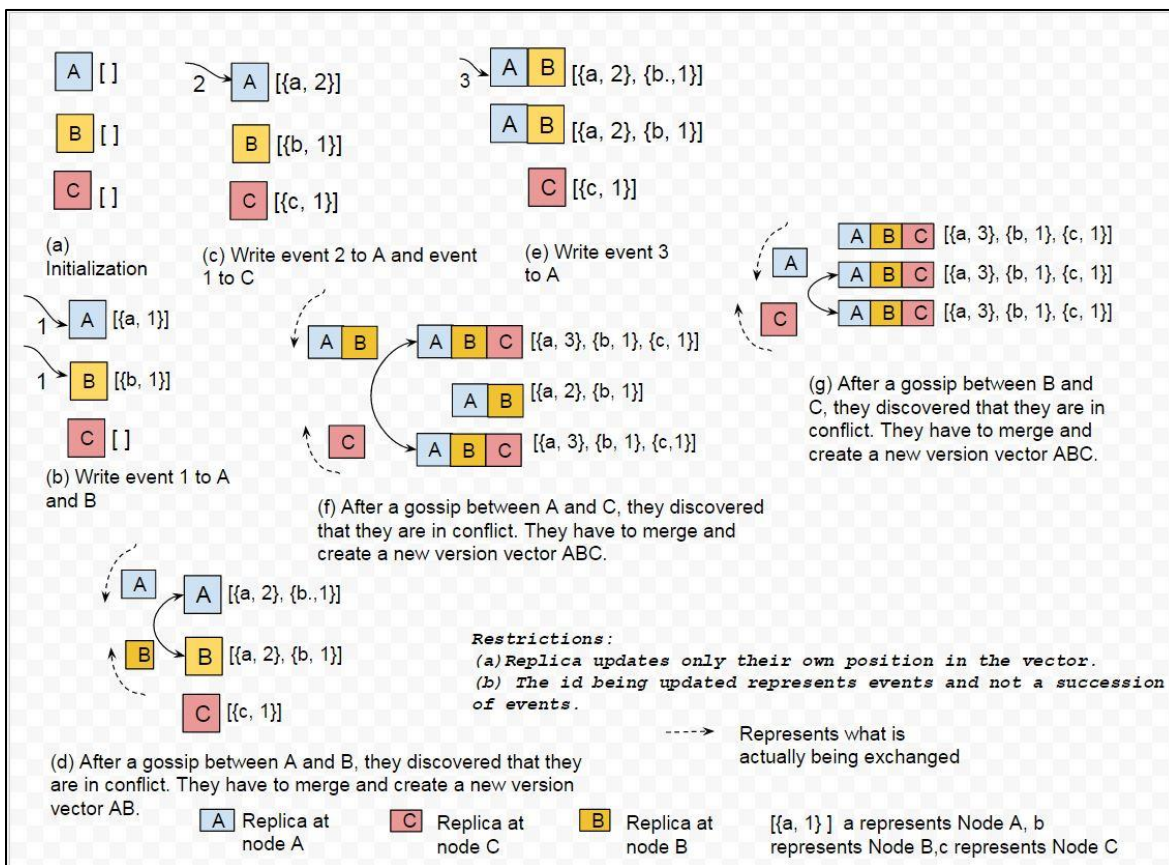 A [ ]
B [ ]
C [ ]
(a)
Initialization
1 A [{a, 1}]
1 B [{b, 1}]
C [ ]
(b) Write event 1 to A
and B
2 A [{a, 2}]
B [{b, 1}]
C [{c, 1}]
(c) Write event 2 to A and event
1 to C
A
B
A [{a, 2}, {b.,1}]
B [{a, 2}, {b, 1}]
C [{c, 1}]
(d) After a gossip between A and B, they discovered that they
are in conflict. They have to merge and create a new version
vector AB.
3 A B [{a, 2}, {b.,1}]
A B [{a, 2}, {b, 1}]
C [{c, 1}]
(e) Write event 3
to A
A B
C
A B C [{a, 3}, {b, 1}, {c, 1}]
A B [{a, 2}, {b, 1}]
A B C [{a, 3}, {b, 1}, {c,1}]
(f) After a gossip between A and C, they discovered
that they are in conflict. They have to merge and
create a new version vector ABC.
A
C
A B C [{a, 3}, {b, 1}, {c, 1}]
A B C [{a, 3}, {b, 1}, {c, 1}]
A B C [{a, 3}, {b, 1}, {c, 1}]
(g) After a gossip between B and
C, they discovered that they are in
conflict. They have to merge and
create a new version vector ABC.
Restrictions:
(a)Replica updates only their own position in the vector.
(b) The id being updated represents events and not a succession
of events.
Represents what is
actually being exchanged
A Replica at
node A
C Replica at
node C
B Replica at
node B
[{a, 1} ] a represents Node A, b
represents Node B,c represents Node C